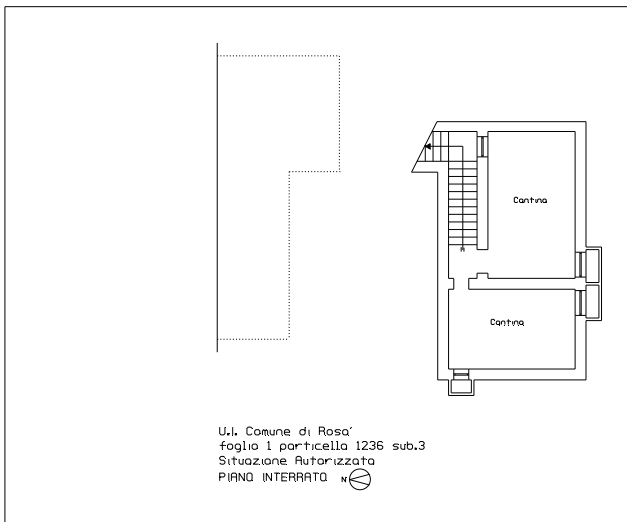 Cantina
Cantina
U.I. Comune di Rosa'
foglio 1 particella 1236 sub.3
Situazione Autorizzata
PIANO INTERRATO N